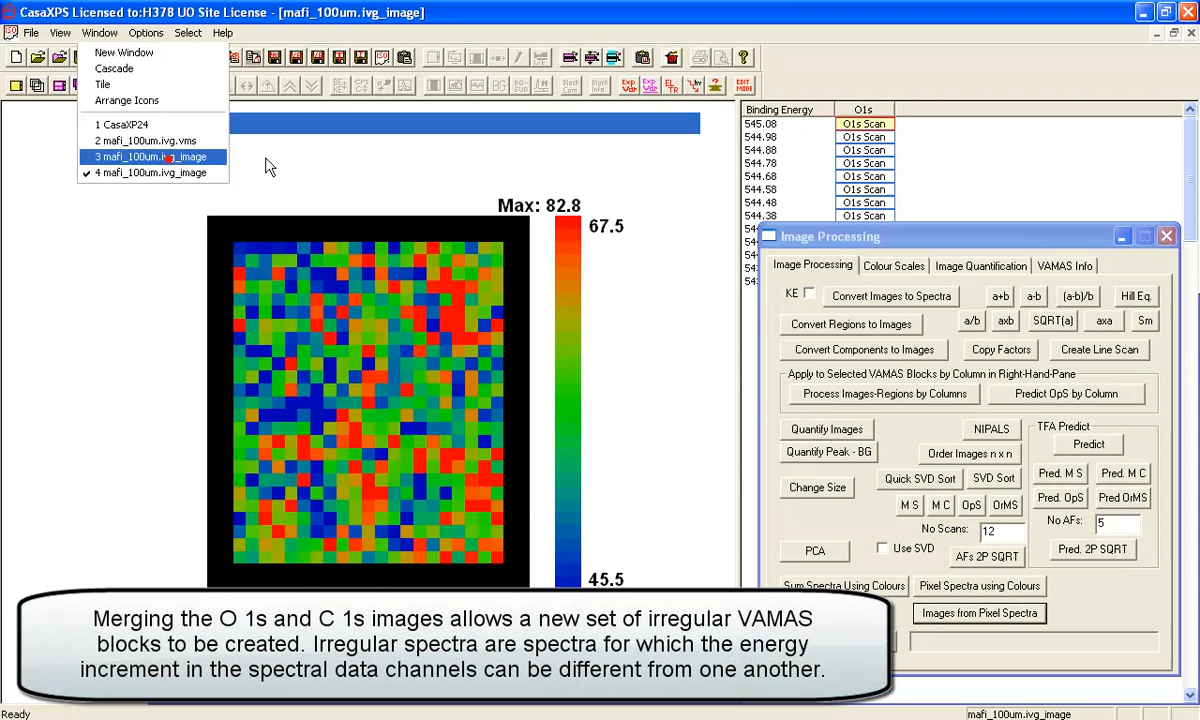 CasaXPS Licensed to:H378 UO Site License - [mafi_100um.ivg_image]
File View Window Options Select Help
New Window
Cascade
Tile
Arrange Icons
1 CasaXP24
2 mafi_100um.ivg.vms
3 mafi_100um.ivg_image
4 mafi_100um.ivg_image
Binding Energy O1s
545.08 O1s Scan
544.98 O1s Scan
544.88 O1s Scan
544.78 O1s Scan
544.68 O1s Scan
544.58 O1s Scan
544.48 O1s Scan
544.38 O1s Scan
Max: 82.8
67.5
45.5
Image Processing
Image Processing Colour Scales Image Quantification VAMAS Info
KE Convert Images to Spectra a+b a-b (a-b)/b Hill Eq.
Convert Regions to Images a/b axb SQRT(a) axa Sm
Convert Components to Images Copy Factors Create Line Scan
Apply to Selected VAMAS Blocks by Column in Right-Hand-Pane
Process Images-Regions by Columns Predict OpS by Column
Quantify Images NIPALS TFA Predict
Quantify Peak - BG Order Images n x n Predict
Change Size Quick SVD Sort SVD Sort Pred. M S Pred. M C
M S M C OpS OrMS Pred. OpS Pred OrMS
No Scans: 12 No AFs: 5
PCA Use SVD AFs 2P SQRT Pred. 2P SQRT
Sum Spectra Using Colours Pixel Spectra using Colours
Images from Pixel Spectra
Merging the O 1s and C 1s images allows a new set of irregular VAMAS
blocks to be created. Irregular spectra are spectra for which the energy
increment in the spectral data channels can be different from one another.
Ready mafi_100um.ivg_image